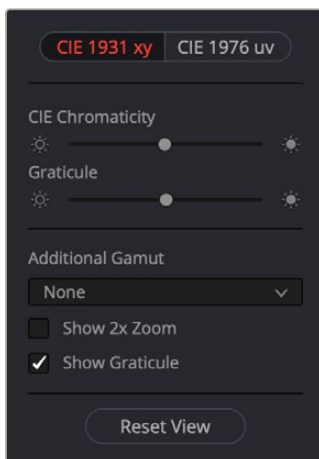 CIE 1931 xy CIE 1976 uv
CIE Chromaticity
Graticule
Additional Gamut
None
Show 2x Zoom
Show Graticule
Reset View